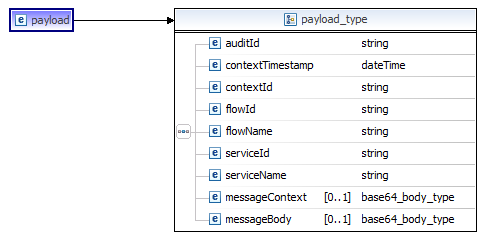 payload
payload_type
auditId string
contextTimestamp dateTime
contextId string
flowId string
flowName string
serviceId string
serviceName string
messageContext [0..1] base64_body_type
messageBody [0..1] base64_body_type